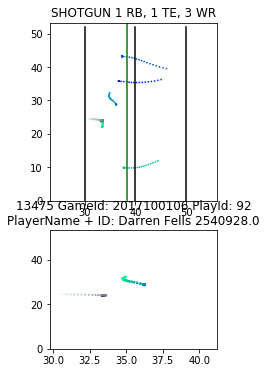 SHOTGUN 1 RB, 1 TE, 3 WR
50
40
30
20
10
0
30 40 50
13475 GameId: 2017100106 PlayId: 92
PlayerName + ID: Darren Fells 2540928.0
40
20
0
30.0 32.5 35.0 37.5 40.0